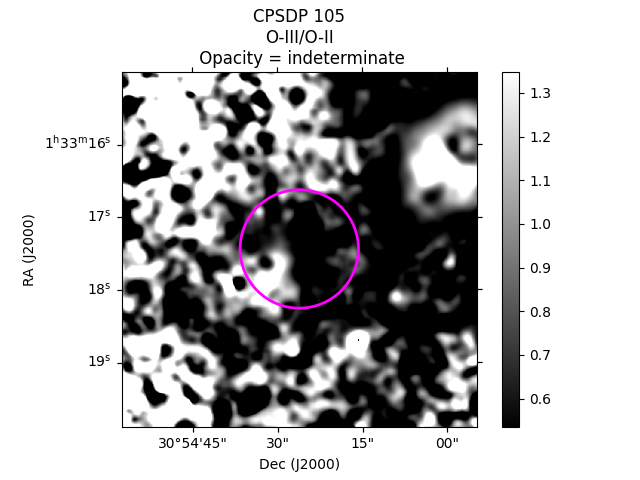 CPSDP 105
O-III/O-II
Opacity = indeterminate
1h33m16s
17s
18s
19s
RA (J2000)
30°54'45"
30"
15"
00"
Dec (J2000)
1.3
1.2
1.1
1.0
0.9
0.8
0.7
0.6